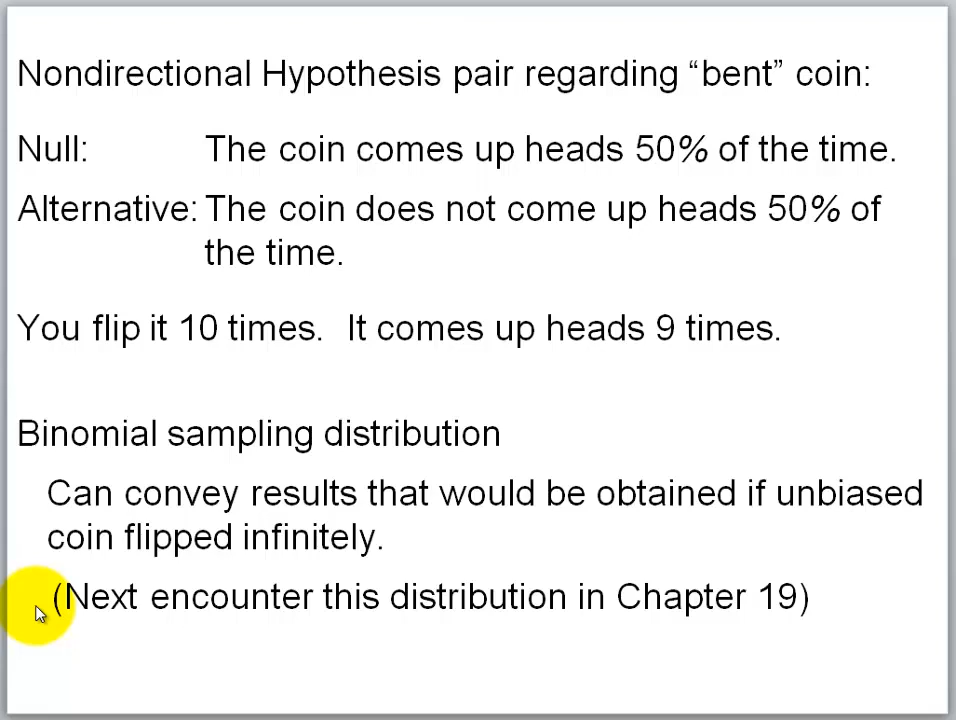 Nondirectional Hypothesis pair regarding “bent” coin:
Null: The coin comes up heads 50% of the time.
Alternative: The coin does not come up heads 50% of
the time.
You flip it 10 times. It comes up heads 9 times.
Binomial sampling distribution
Can convey results that would be obtained if unbiased
coin flipped infinitely.
(Next encounter this distribution in Chapter 19)